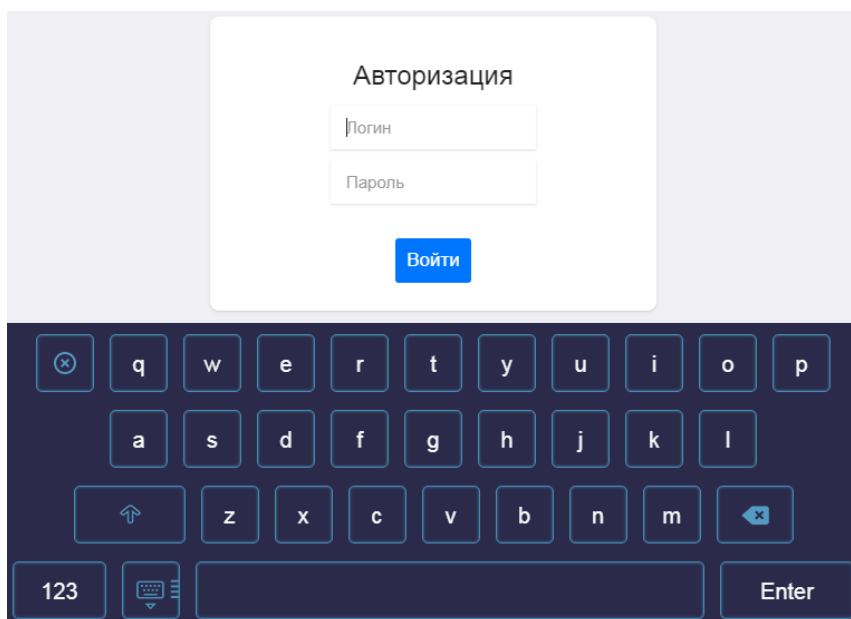 Авторизация
Логин
Пароль
Войти
q w e r t y u i o p
a s d f g h j k l
z x c v b n m
123 Enter